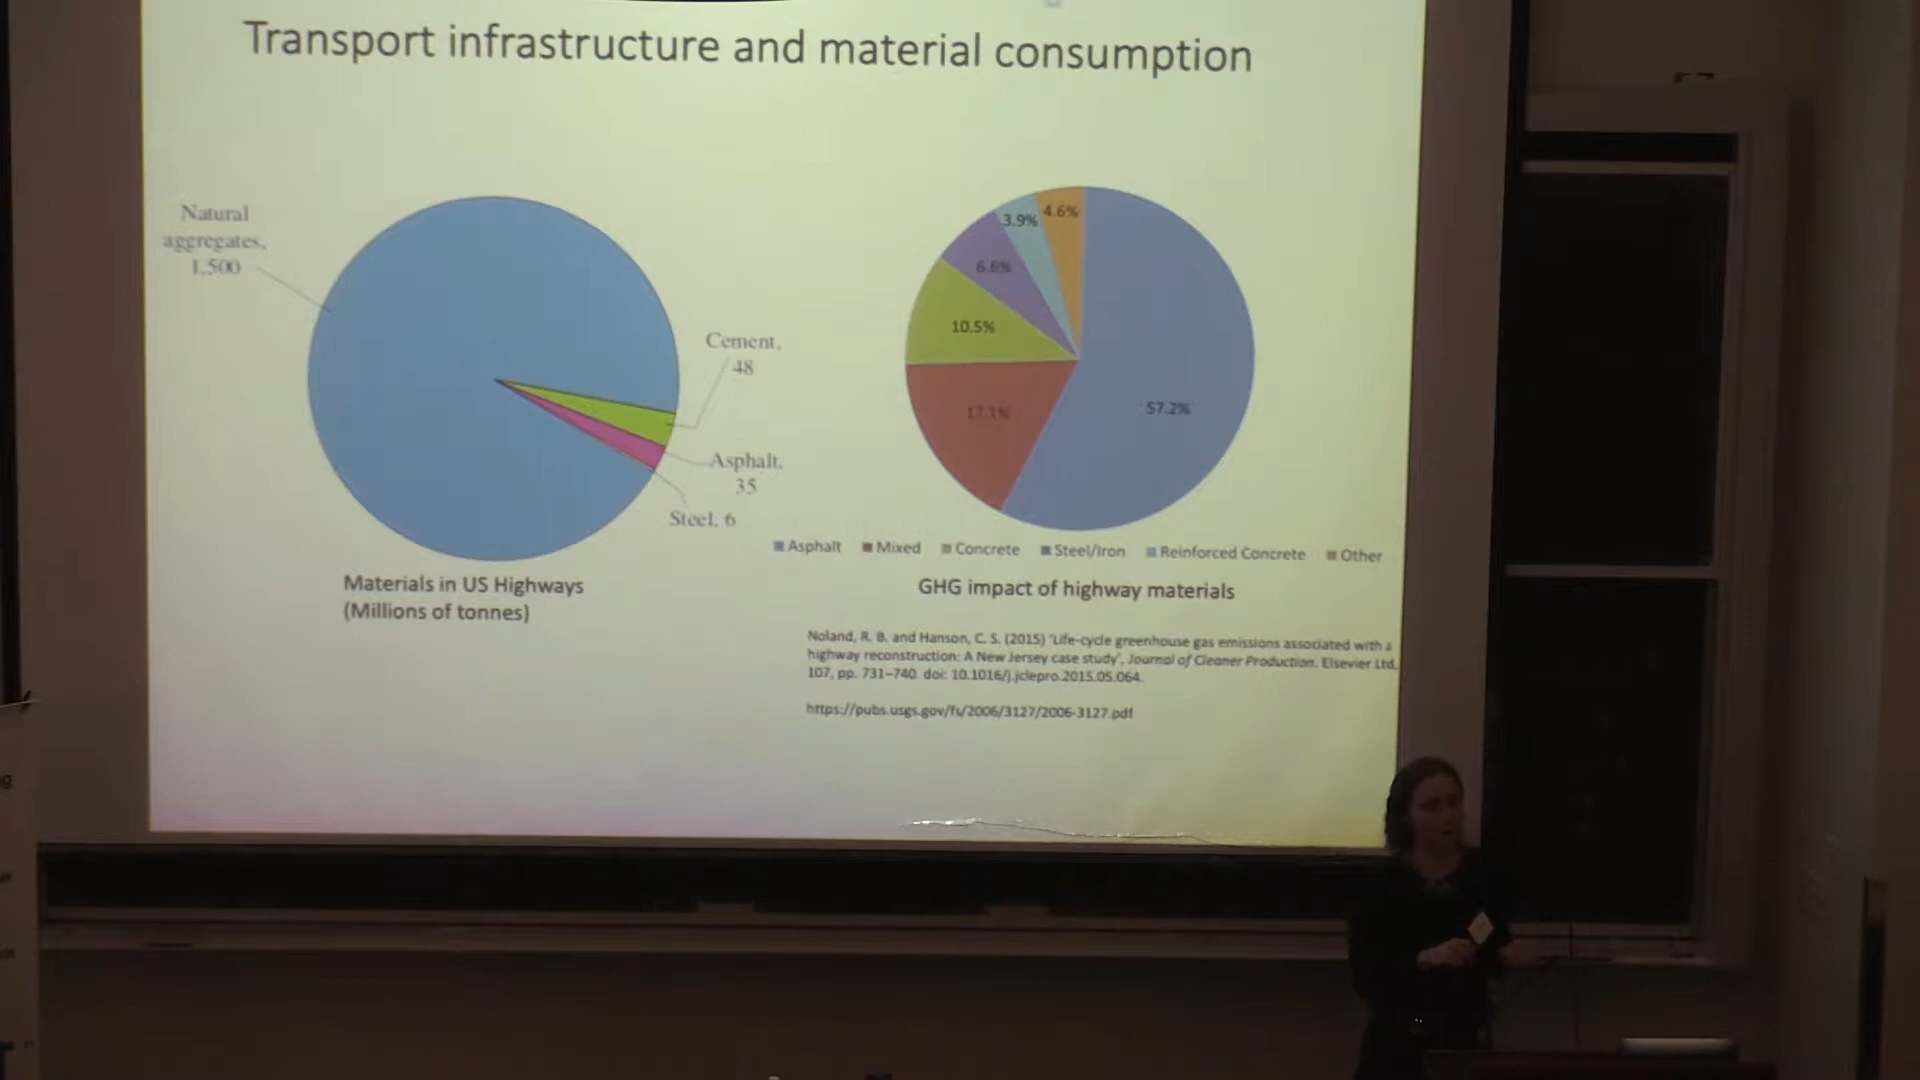 Transport infrastructure and material consumption
Natural
aggregates,
1,500
Cement,
48
Asphalt,
35
Steel, 6
Materials in US Highways
(Millions of tonnes)
4.6%
3.9%
6.6%
10.5%
17.1%
57.2%
Asphalt Mixed Concrete Steel/Iron Reinforced Concrete Other
GHG impact of highway materials
Noland, R. B. and Hanson, C. S. (2015) 'Life-cycle greenhouse gas emissions associated with a
highway reconstruction: A New Jersey case study', Journal of Cleaner Production. Elsevier Ltd,
107, pp. 731–740. doi: 10.1016/j.jclepro.2015.05.064.
https://pubs.usgs.gov/fs/2006/3127/2006-3127.pdf